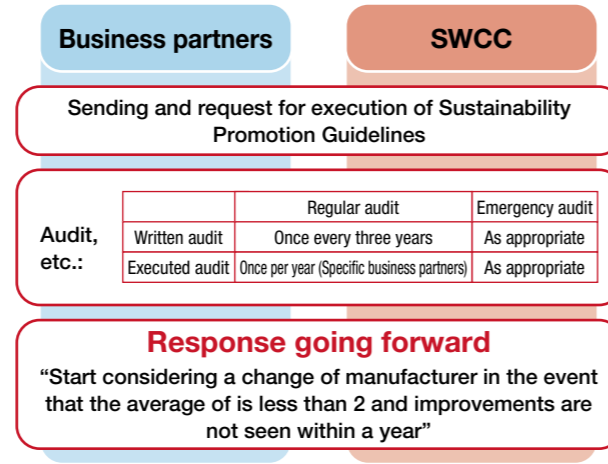 Business partners
SWCC
Sending and request for execution of Sustainability
Promotion Guidelines
Audit,
etc.:
Regular audit
Emergency audit
Written audit
Once every three years
As appropriate
Executed audit
Once per year (Specific business partners)
As appropriate
Response going forward
“Start considering a change of manufacturer in the event
that the average of is less than 2 and improvements are
not seen within a year”